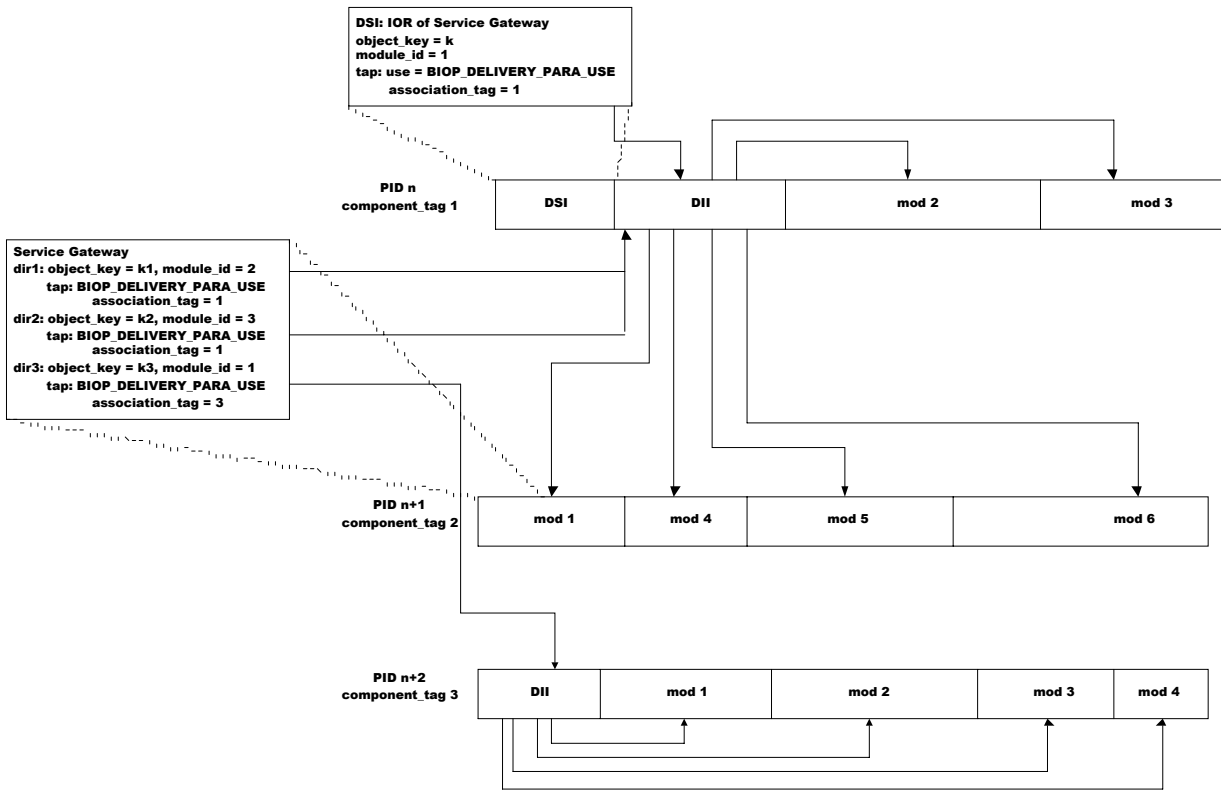 DSI: IOR of Service Gateway
object_key = k
module_id = 1
tap: use = BIOP_DELIVERY_PARA_USE
association_tag = 1
PID n
component_tag 1
DSI
DII
mod 2
mod 3
Service Gateway
dir1: object_key = k1, module_id = 2
tap: BIOP_DELIVERY_PARA_USE
association_tag = 1
dir2: object_key = k2, module_id = 3
tap: BIOP_DELIVERY_PARA_USE
association_tag = 1
dir3: object_key = k3, module_id = 1
tap: BIOP_DELIVERY_PARA_USE
association_tag = 3
PID n+1
component_tag 2
mod 1
mod 4
mod 5
mod 6
PID n+2
component_tag 3
DII
mod 1
mod 2
mod 3
mod 4